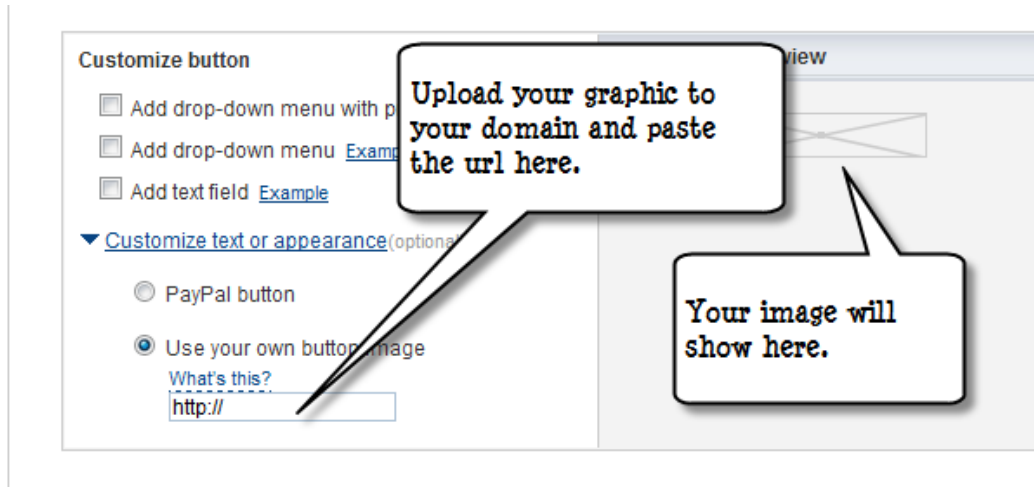 Customize button
view
Add drop-down menu with p
Upload your graphic to
your domain and paste
the url here.
Add drop-down menu Examp
Add text field Example
Customize text or appearance (optional
PayPal button
Use your own button image
What's this?
http://
Your image will
show here.